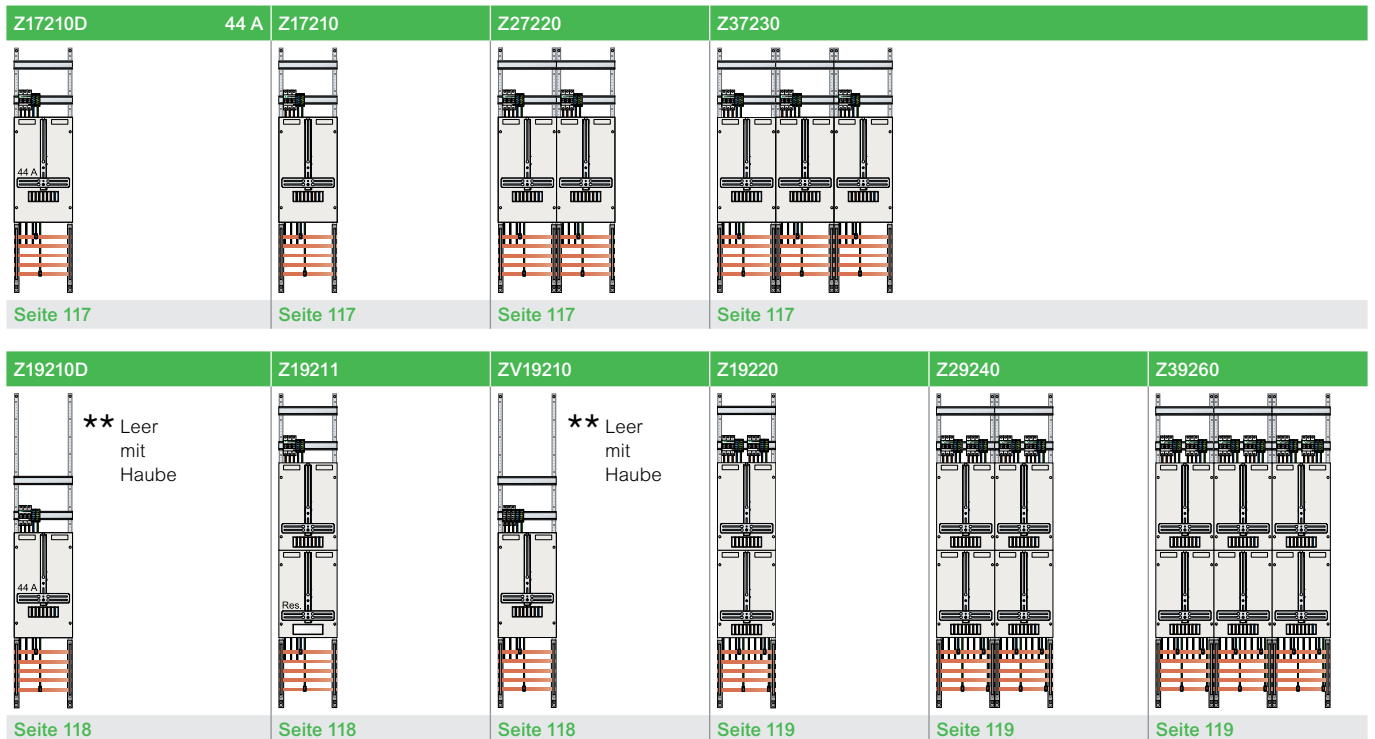 Z17210D 44 A Z17210 Z27220 Z37230
44 A
Seite 117 Seite 117 Seite 117 Seite 117
Z19210D Z19211 ZV19210 Z19220 Z29240 Z39260
** Leer
mit
Haube
** Leer
mit
Haube
44 A
Res.
Seite 118 Seite 118 Seite 118 Seite 119 Seite 119 Seite 119